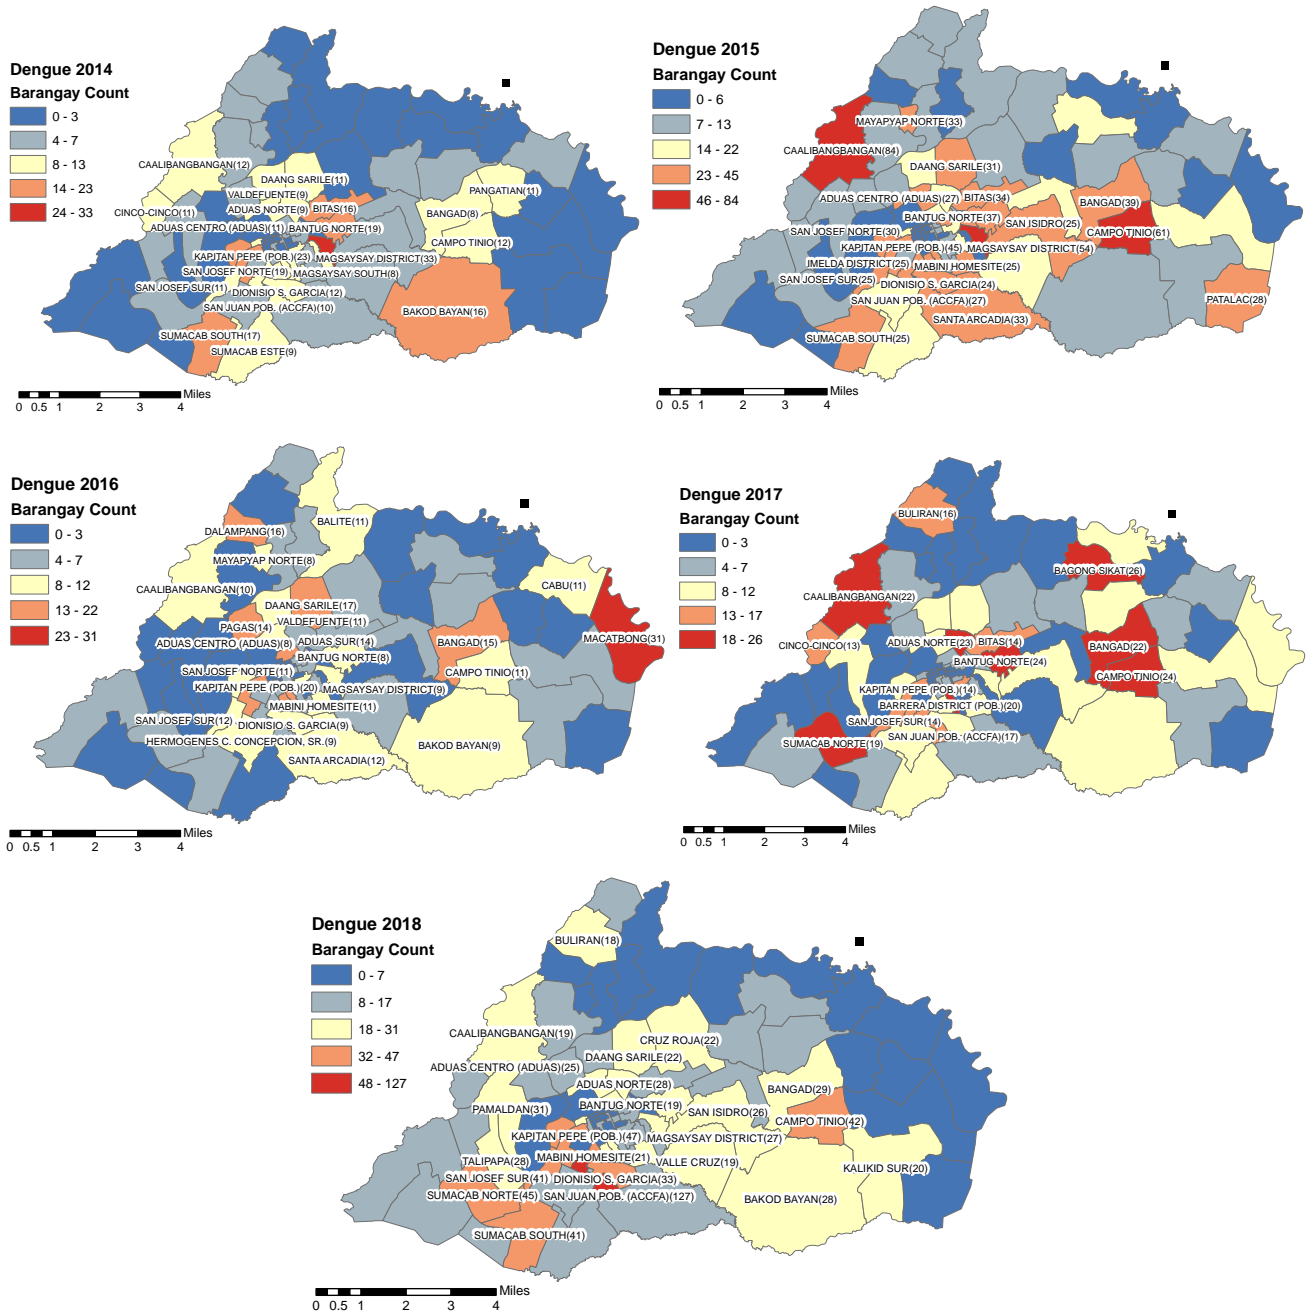 Dengue 2014
Barangay Count
0 - 3
4 - 7
8 - 13
14 - 23
24 - 33
CAALIBANGBANGAN(12)
DAANG SARILE(11)
VALDEFUENTE(9)
PANGATIAN(11)
CINCO-CINCO(11)
ADUAS NORTE(9)
BITAS(16)
BANGAD(8)
ADUAS CENTRO (ADUAS)(11)
BANTUG NORTE(19)
CAMPO TINIO(12)
KAPITAN PEPE (POB.)(23)
MAGSAYSAY DISTRICT(33)
SAN JOSEF NORTE(19)
MAGSAYSAY SOUTH(8)
SAN JOSEF SUR(11)
DIONISIO S. GARCIA(12)
SAN JUAN POB. (ACCFA)(10)
BAKOD BAYAN(16)
SUMACAB SOUTH(17)
SUMACAB ESTE(9)
Miles
0 0.5 1 2 3 4
Dengue 2015
Barangay Count
0 - 6
7 - 13
14 - 22
23 - 45
46 - 84
MAYAPYAP NORTE(33)
CAALIBANGBANGAN(84)
DAANG SARILE(31)
ADUAS CENTRO (ADUAS)(27)
BITAS(34)
BANGAD(39)
BANTUG NORTE(37)
SAN ISIDRO(25)
SAN JOSEF NORTE(30)
CAMPO TINIO(61)
KAPITAN PEPE (POB.)(45)
MAGSAYSAY DISTRICT(54)
IMELDA DISTRICT(25)
MABINI HOMESITE(25)
SAN JOSEF SUR(25)
DIONISIO S. GARCIA(24)
SAN JUAN POB. (ACCFA)(27)
PATALAC(28)
SANTA ARCADIA(33)
SUMACAB SOUTH(25)
Miles
0 0.5 1 2 3 4
Dengue 2016
Barangay Count
0 - 3
4 - 7
8 - 12
13 - 22
23 - 31
BALITE(11)
DALAMPANG(16)
MAYAPYAP NORTE(8)
CABU(11)
CAALIBANGBANGAN(10)
DAANG SARILE(17)
VALDEFUENTE(11)
PAGAS(14)
MACATBONG(31)
ADUAS CENTRO (ADUAS)(8)
ADUAS SUR(14)
BANGAD(15)
BANTUG NORTE(8)
SAN JOSEF NORTE(11)
CAMPO TINIO(11)
KAPITAN PEPE (POB.)(20)
MAGSAYSAY DISTRICT(9)
MABINI HOMESITE(11)
SAN JOSEF SUR(12)
DIONISIO S. GARCIA(9)
HERMOGENES C. CONCEPCION, SR.(9)
BAKOD BAYAN(9)
SANTA ARCADIA(12)
Miles
0 0.5 1 2 3 4
Dengue 2017
Barangay Count
0 - 3
4 - 7
8 - 12
13 - 17
18 - 26
BULIRAN(16)
BAGONG SIKAT(26)
CAALIBANGBANGAN(22)
CINCO-CINCO(13)
ADUAS NORTE(23)
BITAS(14)
BANGAD(22)
BANTUG NORTE(24)
CAMPO TINIO(24)
KAPITAN PEPE (POB.)(14)
BARRERA DISTRICT (POB.)(20)
SAN JOSEF SUR(14)
SAN JUAN POB. (ACCFA)(17)
SUMACAB NORTE(19)
Miles
0 0.5 1 2 3 4
Dengue 2018
Barangay Count
0 - 7
8 - 17
18 - 31
32 - 47
48 - 127
BULIRAN(18)
CAALIBANGBANGAN(19)
CRUZ ROJA(22)
DAANG SARILE(22)
ADUAS CENTRO (ADUAS)(25)
ADUAS NORTE(28)
BANGAD(29)
PAMALDAN(31)
BANTUG NORTE(19)
SAN ISIDRO(26)
CAMPO TINIO(42)
KAPITAN PEPE (POB.)(47)
MAGSAYSAY DISTRICT(27)
MABINI HOMESITE(21)
TALIPAPA(28)
VALLE CRUZ(19)
KALIKID SUR(20)
SAN JOSEF SUR(41)
DIONISIO S. GARCIA(33)
SUMACAB NORTE(45)
SAN JUAN POB. (ACCFA)(127)
BAKOD BAYAN(28)
SUMACAB SOUTH(41)
Miles
0 0.5 1 2 3 4